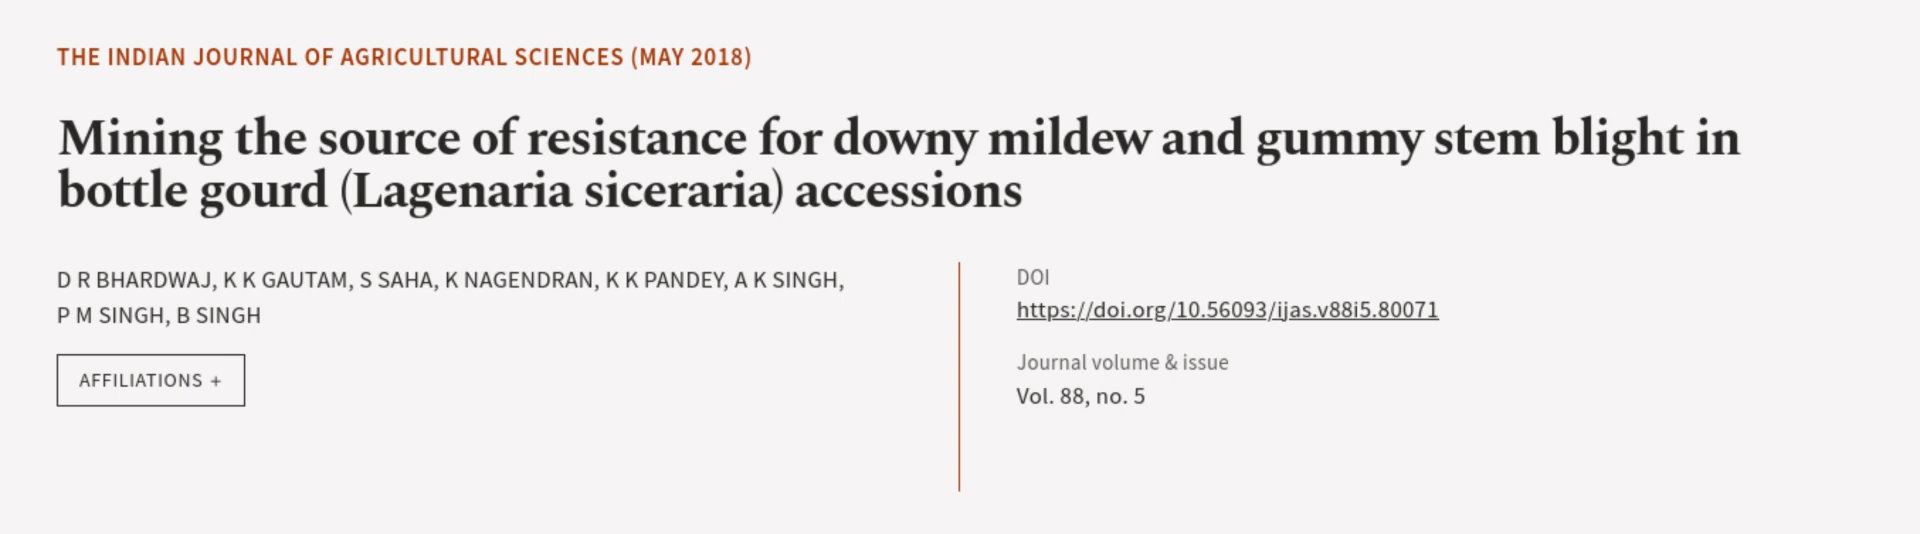 THE INDIAN JOURNAL OF AGRICULTURAL SCIENCES (MAY 2018)
Mining the source of resistance for downy mildew and gummy stem blight in
bottle gourd (Lagenaria siceraria) accessions
D R BHARDWAJ, K K GAUTAM, S SAHA, K NAGENDRAN, K K PANDEY, A K SINGH,
P M SINGH, B SINGH
AFFILIATIONS +
DOI
https://doi.org/10.56093/ijas.v88i5.80071
Journal volume & issue
Vol. 88, no. 5